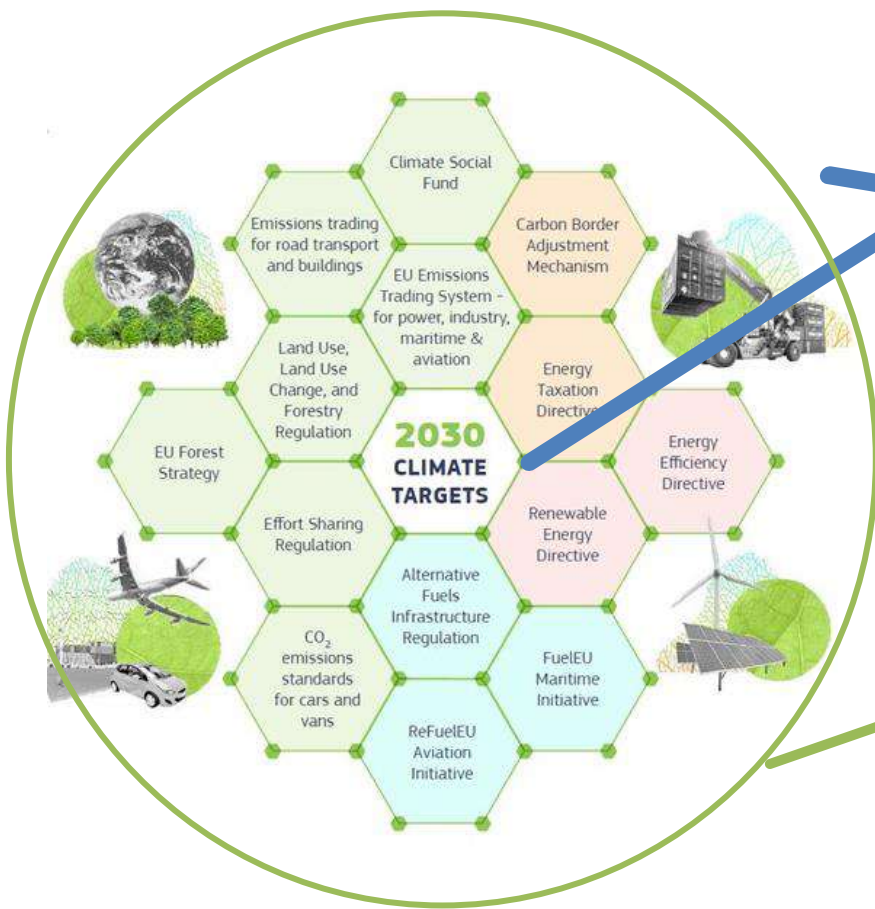 Climate Social
Fund
Emissions trading
for road transport
and buildings
Carbon Border
Adjustment
Mechanism
EU Emissions
Trading System -
for power, industry,
maritime &
aviation
Land Use,
Land Use
Change, and
Forestry
Regulation
Energy
Taxation
Directive
EU Forest
Strategy
2030
CLIMATE
TARGETS
Energy
Efficiency
Directive
Effort Sharing
Regulation
Renewable
Energy
Directive
Alternative
Fuels
Infrastructure
Regulation
CO₂
emissions
standards
for cars and
vans
FuelEU
Maritime
Initiative
ReFuelEU
Aviation
Initiative